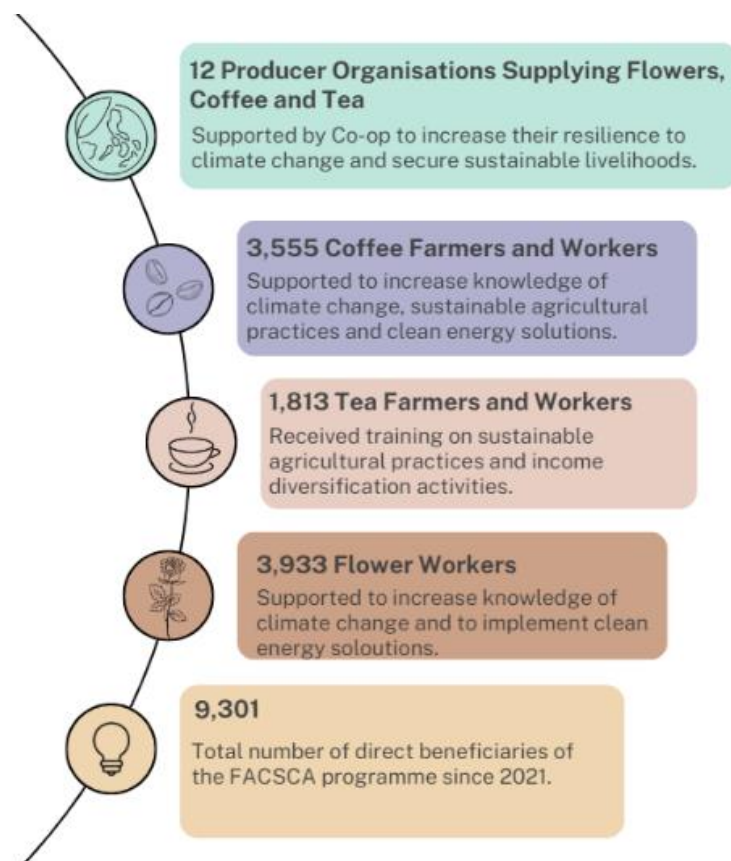 12 Producer Organisations Supplying Flowers,
Coffee and Tea
Supported by Co-op to increase their resilience to
climate change and secure sustainable livelihoods.
3,555 Coffee Farmers and Workers
Supported to increase knowledge of
climate change, sustainable agricultural
practices and clean energy solutions.
1,813 Tea Farmers and Workers
Received training on sustainable
agricultural practices and income
diversification activities.
3,933 Flower Workers
Supported to increase knowledge of
climate change and to implement clean
energy soloutions.
9,301
Total number of direct beneficiaries of
the FACSCA programme since 2021.